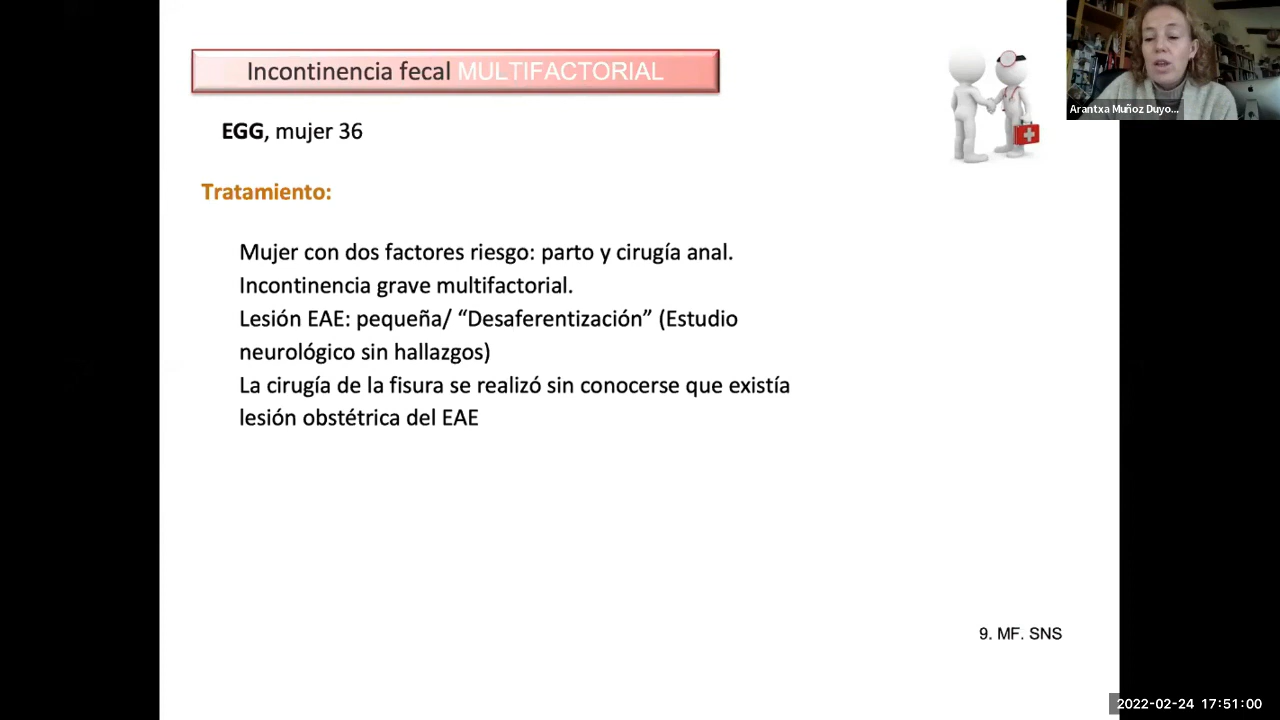 Incontinencia fecal MULTIFACTORIAL
Arantxa Muñoz Duyo...
EGG, mujer 36
Tratamiento:
Mujer con dos factores riesgo: parto y cirugía anal.
Incontinencia grave multifactorial.
Lesión EAE: pequeña/ “Desaferentización” (Estudio
neurológico sin hallazgos)
La cirugía de la fisura se realizó sin conocerse que existía
lesión obstétrica del EAE
9. MF. SNS
2022-02-24 17:51:00